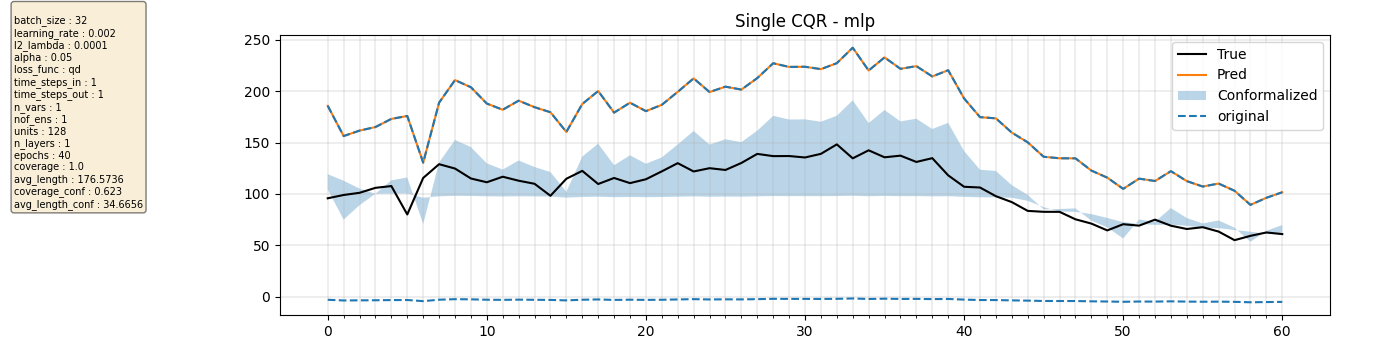 batch_size : 32
learning_rate : 0.002
l2_lambda : 0.0001
alpha : 0.05
loss_func : qd
time_steps_in : 1
time_steps_out : 1
n_vars : 1
nof_ens : 1
units : 128
n_layers : 1
epochs : 40
coverage : 1.0
avg_length : 176.5736
coverage_conf : 0.623
avg_length_conf : 34.6656
Single CQR - mlp
250
200
150
100
50
0
0 10 20 30 40 50 60
True
Pred
Conformalized
original